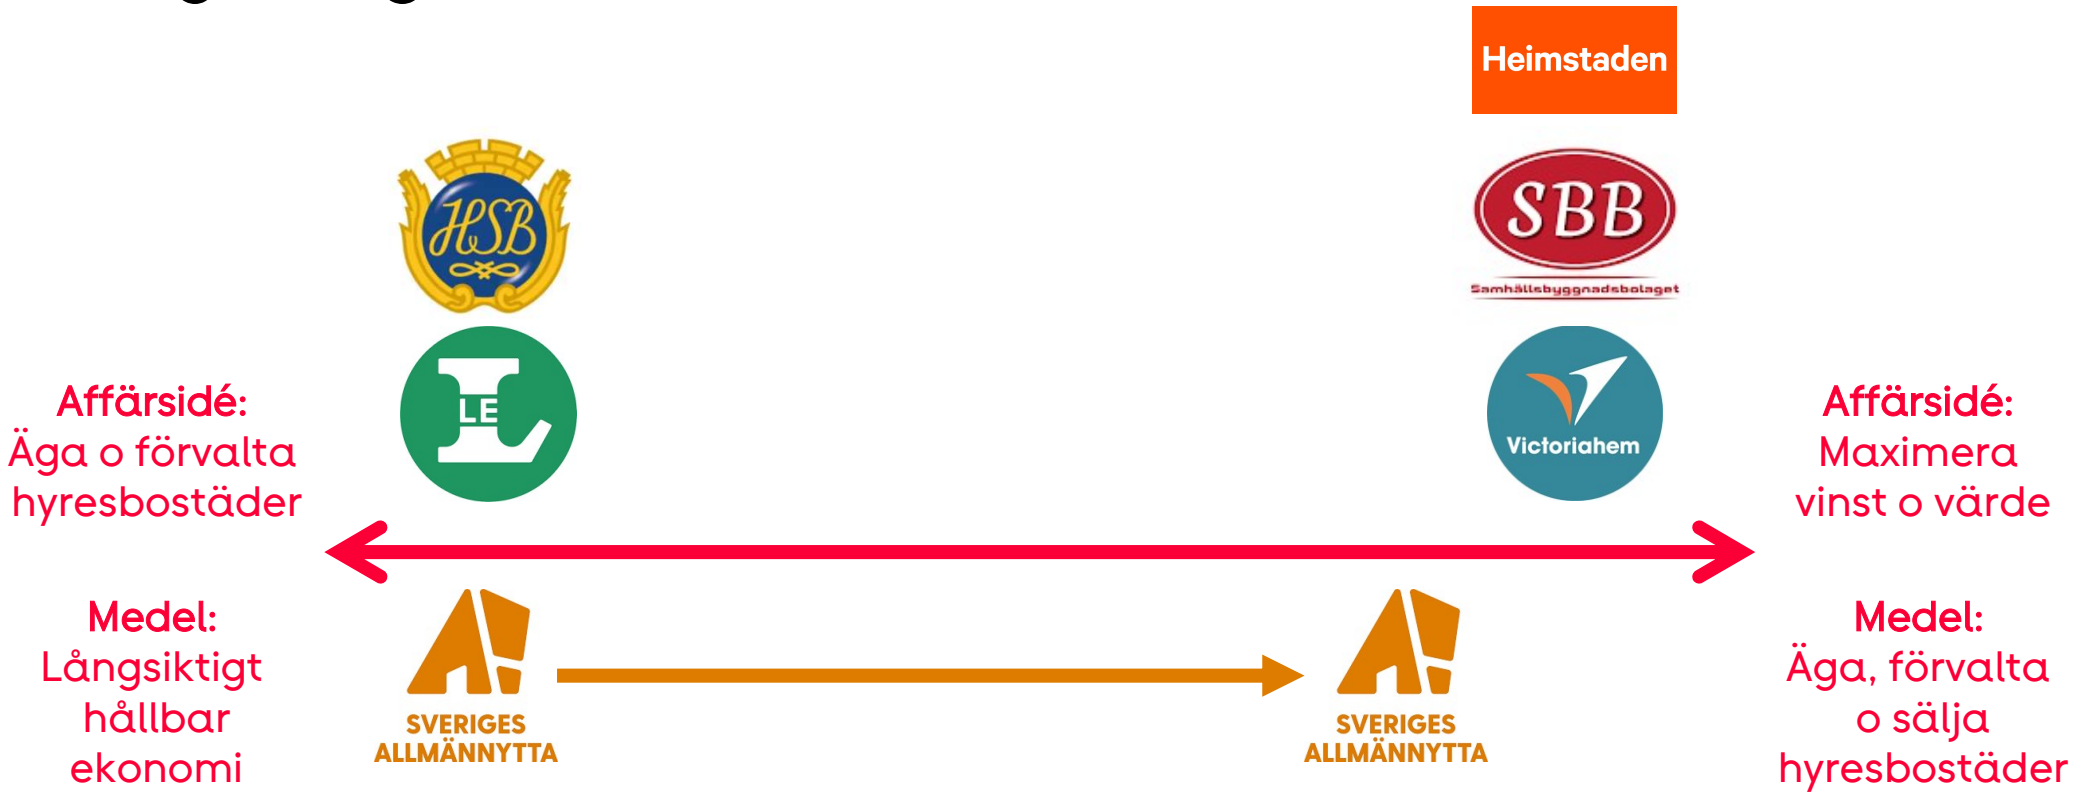 Heimstaden
HSB
SBB
Samhällsbyggnadsbolaget
LE
Victoriahem
Affärsidé:
Äga o förvalta
hyresbostäder
Affärsidé:
Maximera
vinst o värde
Medel:
Långsiktigt
hållbar
ekonomi
SVERIGES
ALLMÄNNYTTA
SVERIGES
ALLMÄNNYTTA
Medel:
Äga, förvalta
o sälja
hyresbostäder